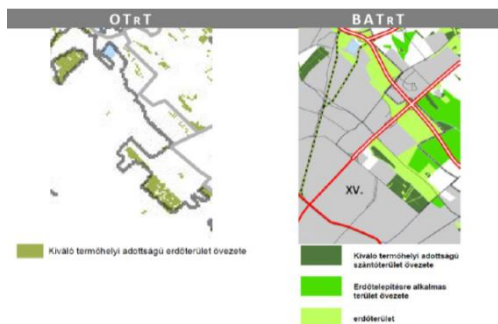 OTRT
BATRT
XV.
Kiváló termőhelyi adottságú erdőterület övezete
Kiváló termőhelyi adottságú
szántóterület övezete
Erdőtelepítésre alkalmas
terület övezete
erdőterület